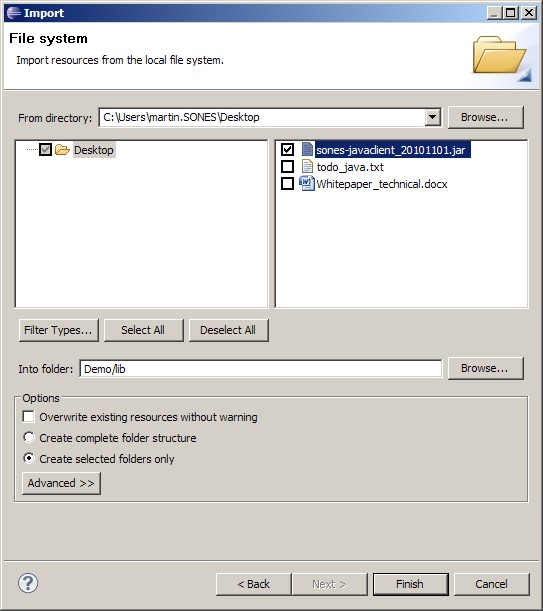 Import
File system
Import resources from the local file system.
From directory: C:\Users\martin.SONES\Desktop Browse...
Desktop
sones-javaclient_20101101.jar
todo_java.txt
Whitepaper_technical.docx
Filter Types... Select All Deselect All
Into folder: Demo/lib Browse...
Options
Overwrite existing resources without warning
Create complete folder structure
Create selected folders only
Advanced >>
? < Back Next > Finish Cancel